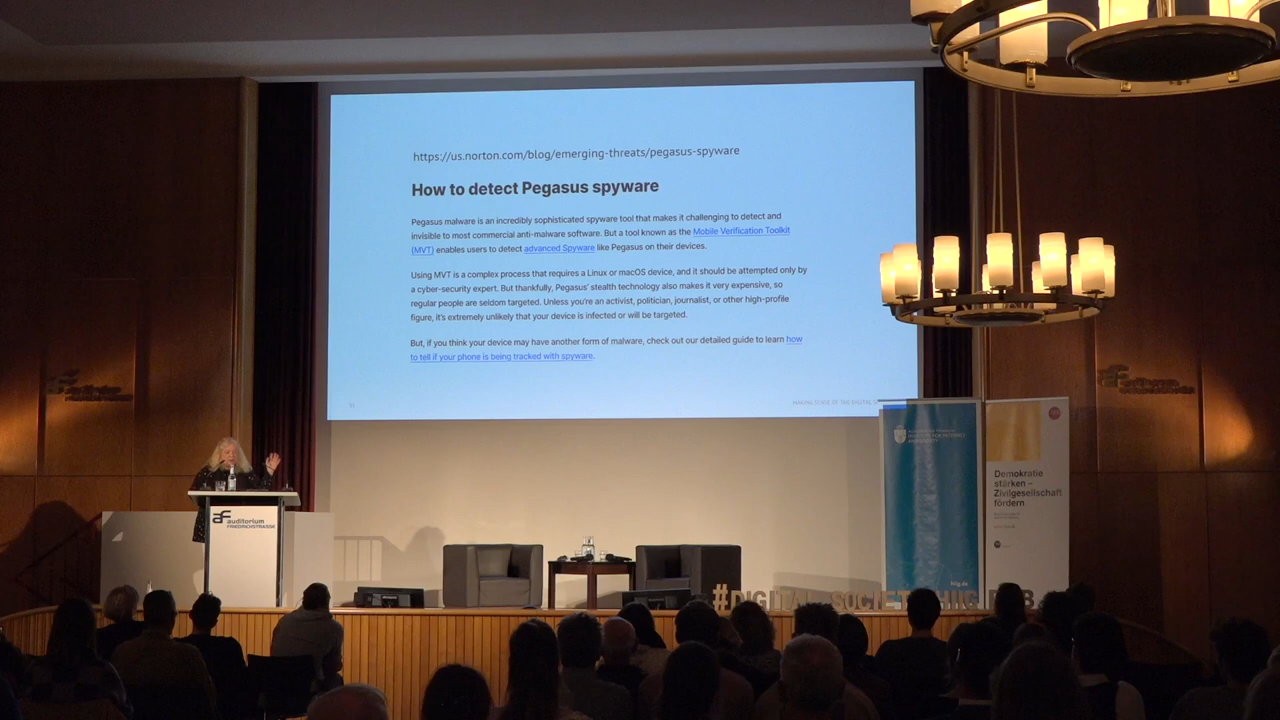 https://us.norton.com/blog/emerging-threats/pegasus-spyware
How to detect Pegasus spyware
Pegasus malware is an incredibly sophisticated spyware tool that makes it challenging to detect and
invisible to most commercial anti-malware software. But a tool known as the Mobile Verification Toolkit
(MVT) enables users to detect advanced Spyware like Pegasus on their devices.
Using MVT is a complex process that requires a Linux or macOS device, and it should be attempted only by
a cyber-security expert. But thankfully, Pegasus' stealth technology also makes it very expensive, so
regular people are seldom targeted. Unless you're an activist, politician, journalist, or other high-profile
figure, it's extremely unlikely that your device is infected or will be targeted.
But, if you think your device may have another form of malware, check out our detailed guide to learn how
to tell if your phone is being tracked with spyware.
MAKING SENSE OF THE DIGITAL
Demokratie
stärken –
Zivilgesellschaft
fördern
hiig.de
af auditorium
FRIEDRICHSTRASSE